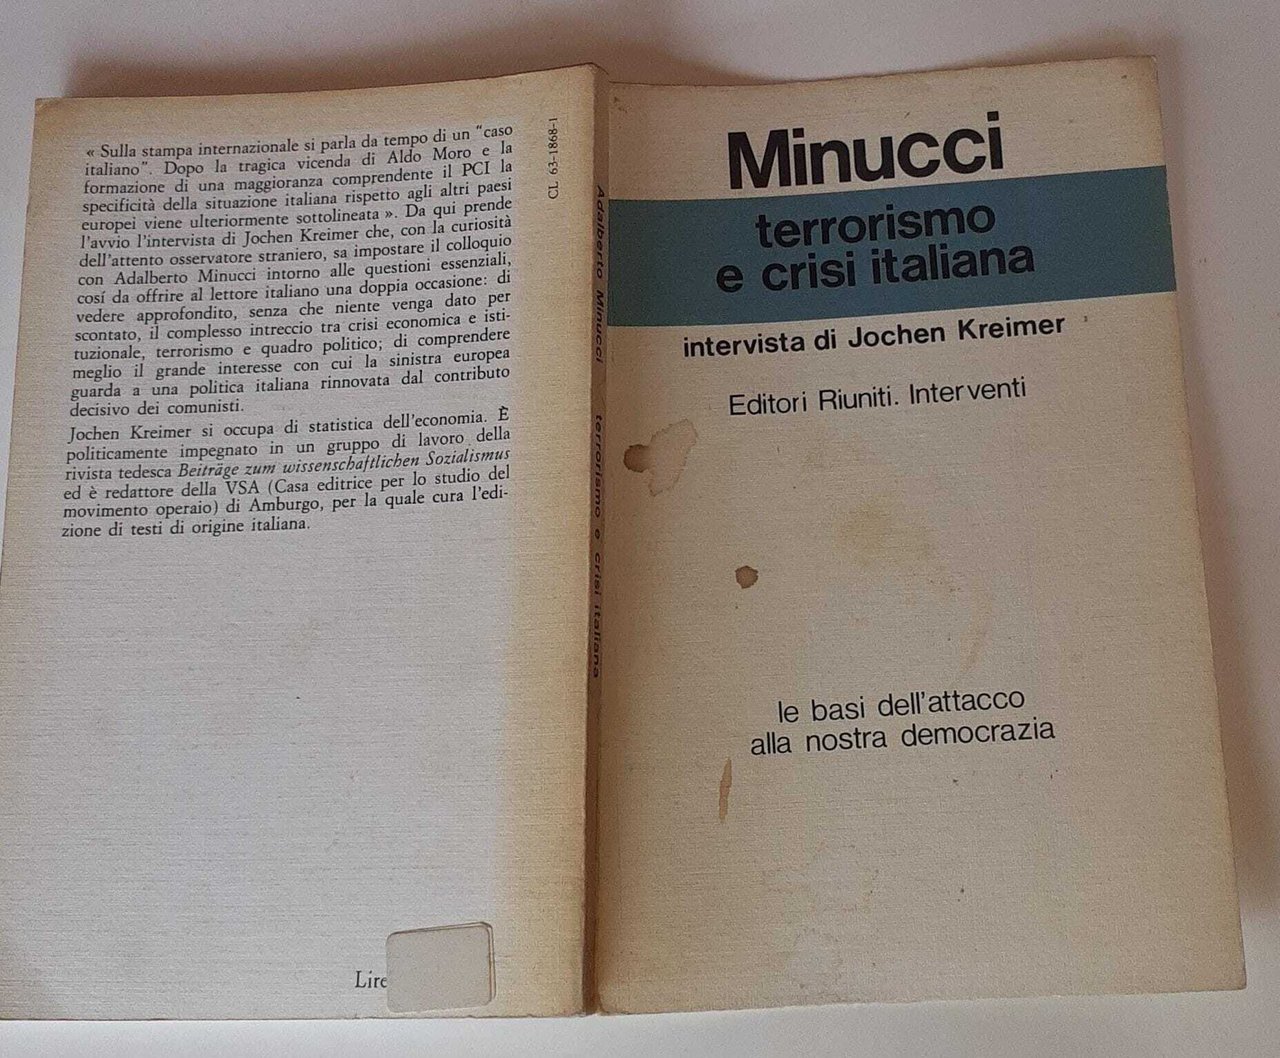 « Sulla stampa internazionale si parla da tempo di un “caso
italiano”. Dopo la tragica vicenda di Aldo Moro e la
formazione di una maggioranza comprendente il PCI la
specificità della situazione italiana rispetto agli altri paesi
europei viene ulteriormente sottolineata ». Da qui prende
l'avvio l'intervista di Jochen Kreimer che, con la curiosità
dell'attento osservatore straniero, sa impostare il colloquio
con Adalberto Minucci intorno alle questioni essenziali,
cosí da offrire al lettore italiano una doppia occasione: di
vedere approfondito, senza che niente venga dato per
scontato, il complesso intreccio tra crisi economica e isti-
tuzionale, terrorismo e quadro politico; di comprendere
meglio il grande interesse con cui la sinistra europea
guarda a una politica italiana rinnovata dal contributo
decisivo dei comunisti.
Jochen Kreimer si occupa di statistica dell'economia. È
politicamente impegnato in un gruppo di lavoro della
rivista tedesca Beiträge zum wissenschaftlichen Sozialismus
ed è redattore della VSA (Casa editrice per lo studio del
movimento operaio) di Amburgo, per la quale cura l'edi-
zione di testi di origine italiana.
Lire
CL 63-1868-1
Adalberto Minucci terrorismo e crisi italiana
Minucci
terrorismo
e crisi italiana
intervista di Jochen Kreimer
Editori Riuniti. Interventi
le basi dell'attacco
alla nostra democrazia